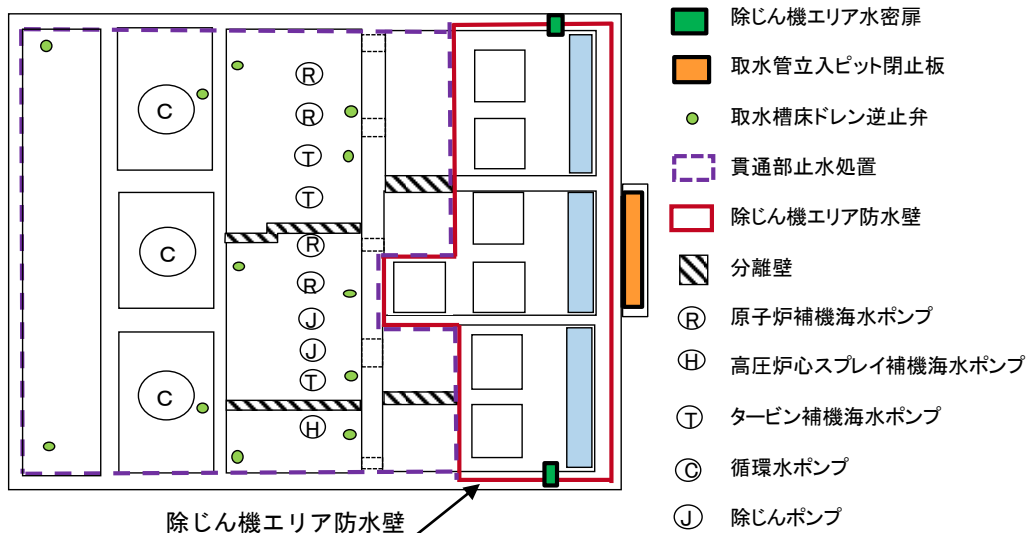 C
C
C
R
R
T
T
R
R
J
J
T
H
除じん機エリア防水壁
除じん機エリア水密扉
取水管立入ピット閉止板
取水槽床ドレン逆止弁
貫通部止水処置
除じん機エリア防水壁
分離壁
R 原子炉補機海水ポンプ
H 高圧炉心スプレイ補機海水ポンプ
T タービン補機海水ポンプ
C 循環水ポンプ
J 除じんポンプ